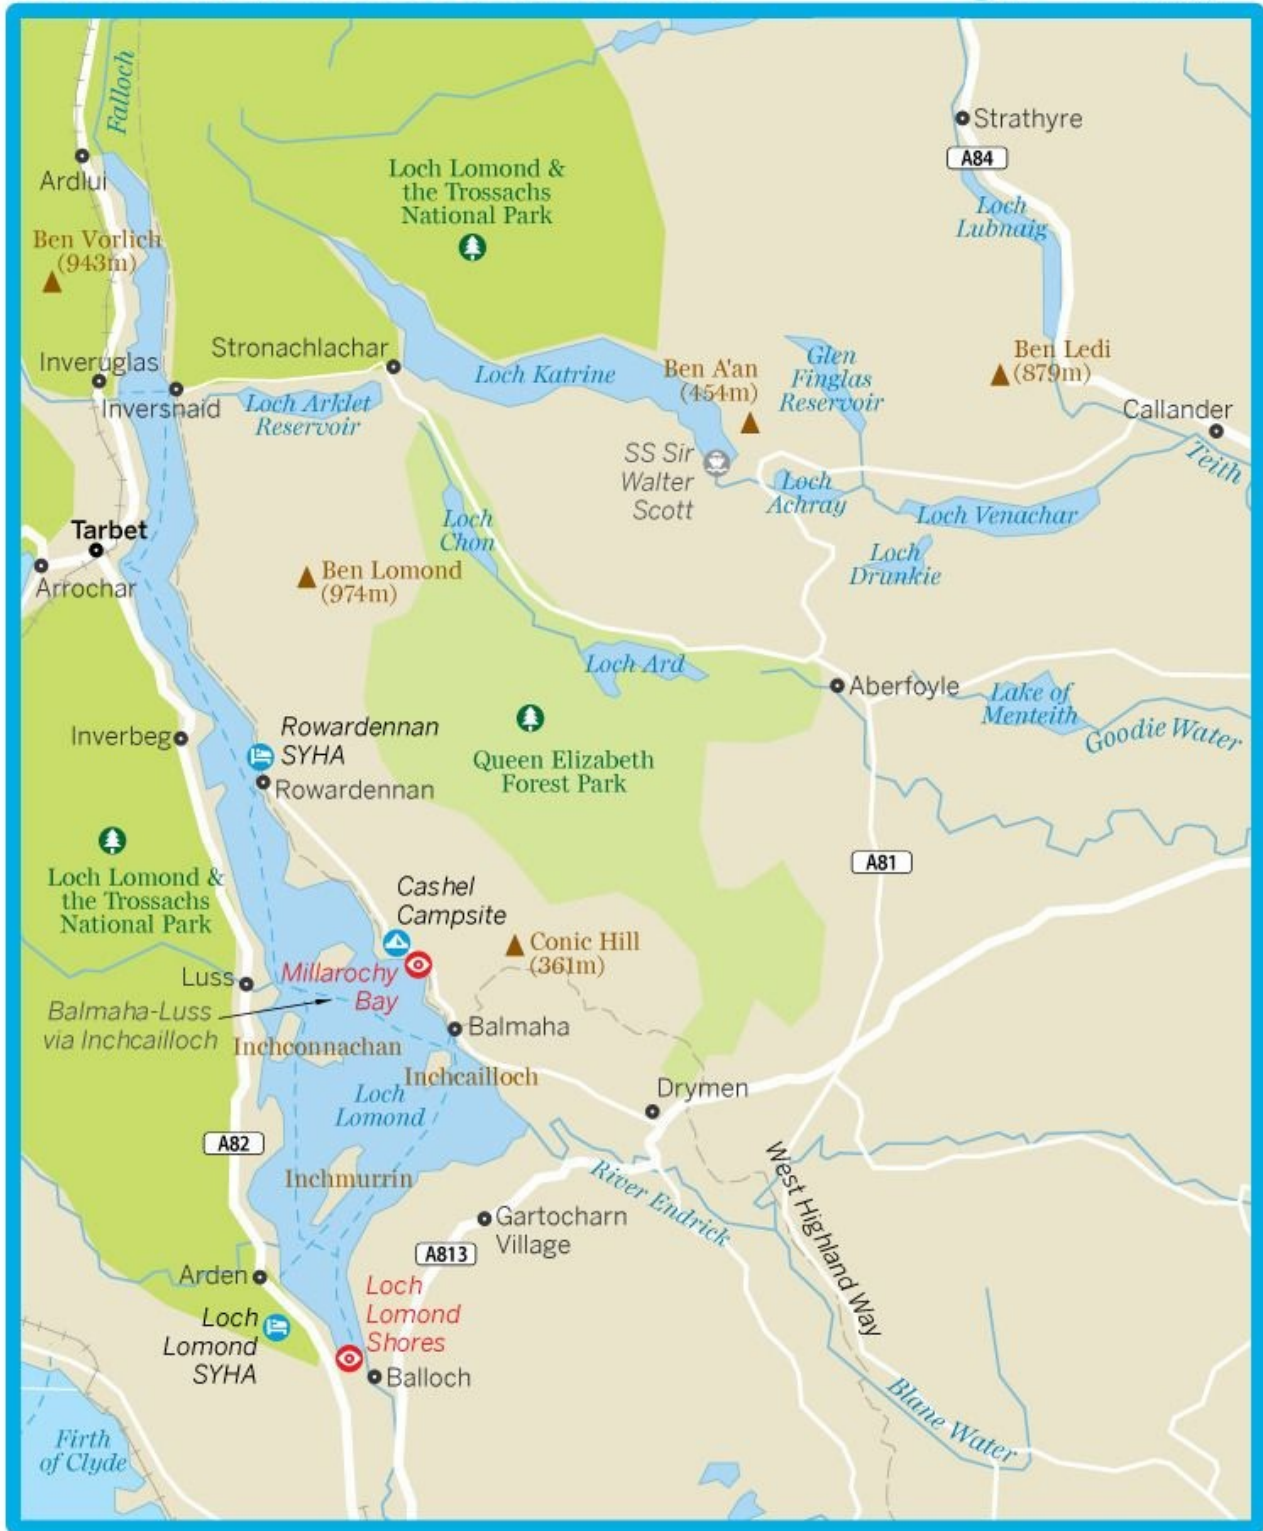 Falloch
Strathyre
A84
Ardlui
Loch Lomond &
the Trossachs
National Park
Loch
Lubnaig
Ben Vorlich
(943m)
Inveruglas
Stronachlachar
Loch Katrine
Ben A'an
(454m)
Glen
Finglas
Reservoir
Ben Ledi
(879m)
Inversnaid
Loch Arklet
Reservoir
Callander
SS Sir
Walter
Scott
Teith
Loch
Achray
Loch Venachar
Loch
Chon
Tarbet
Loch
Drunkie
Arrochar
Ben Lomond
(974m)
Loch Ard
Aberfoyle
Lake of
Menteith
Goodie Water
Inverbeg
Rowardennan
SYHA
Rowardennan
Queen Elizabeth
Forest Park
A81
Loch Lomond &
the Trossachs
National Park
Cashel
Campsite
Conic Hill
(361m)
Luss
Millarochy
Bay
Balmaha-Luss
via Inchcailloch
Balmaha
Inchconnachan
Inchcailloch
Loch
Lomond
Drymen
A82
Inchmurrin
River Endrick
West Highland Way
Gartocharn
Village
A813
Arden
Loch
Lomond
Shores
Loch
Lomond
SYHA
Balloch
Blane Water
Firth
of Clyde